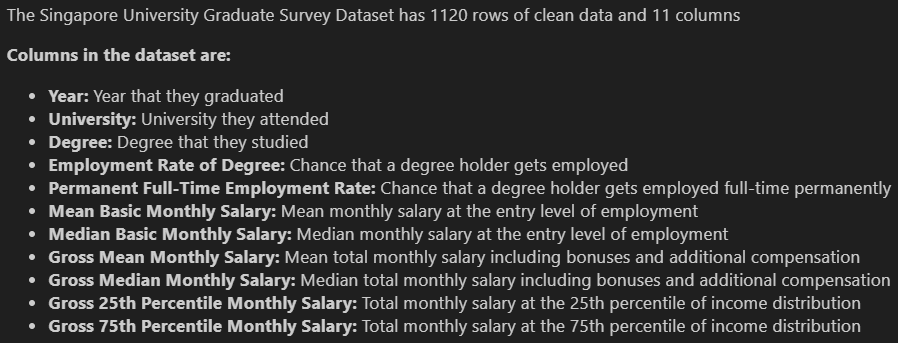 The Singapore University Graduate Survey Dataset has 1120 rows of clean data and 11 columns
Columns in the dataset are:
• Year: Year that they graduated
• University: University they attended
• Degree: Degree that they studied
• Employment Rate of Degree: Chance that a degree holder gets employed
• Permanent Full-Time Employment Rate: Chance that a degree holder gets employed full-time permanently
• Mean Basic Monthly Salary: Mean monthly salary at the entry level of employment
• Median Basic Monthly Salary: Median monthly salary at the entry level of employment
• Gross Mean Monthly Salary: Mean total monthly salary including bonuses and additional compensation
• Gross Median Monthly Salary: Median total monthly salary including bonuses and additional compensation
• Gross 25th Percentile Monthly Salary: Total monthly salary at the 25th percentile of income distribution
• Gross 75th Percentile Monthly Salary: Total monthly salary at the 75th percentile of income distribution